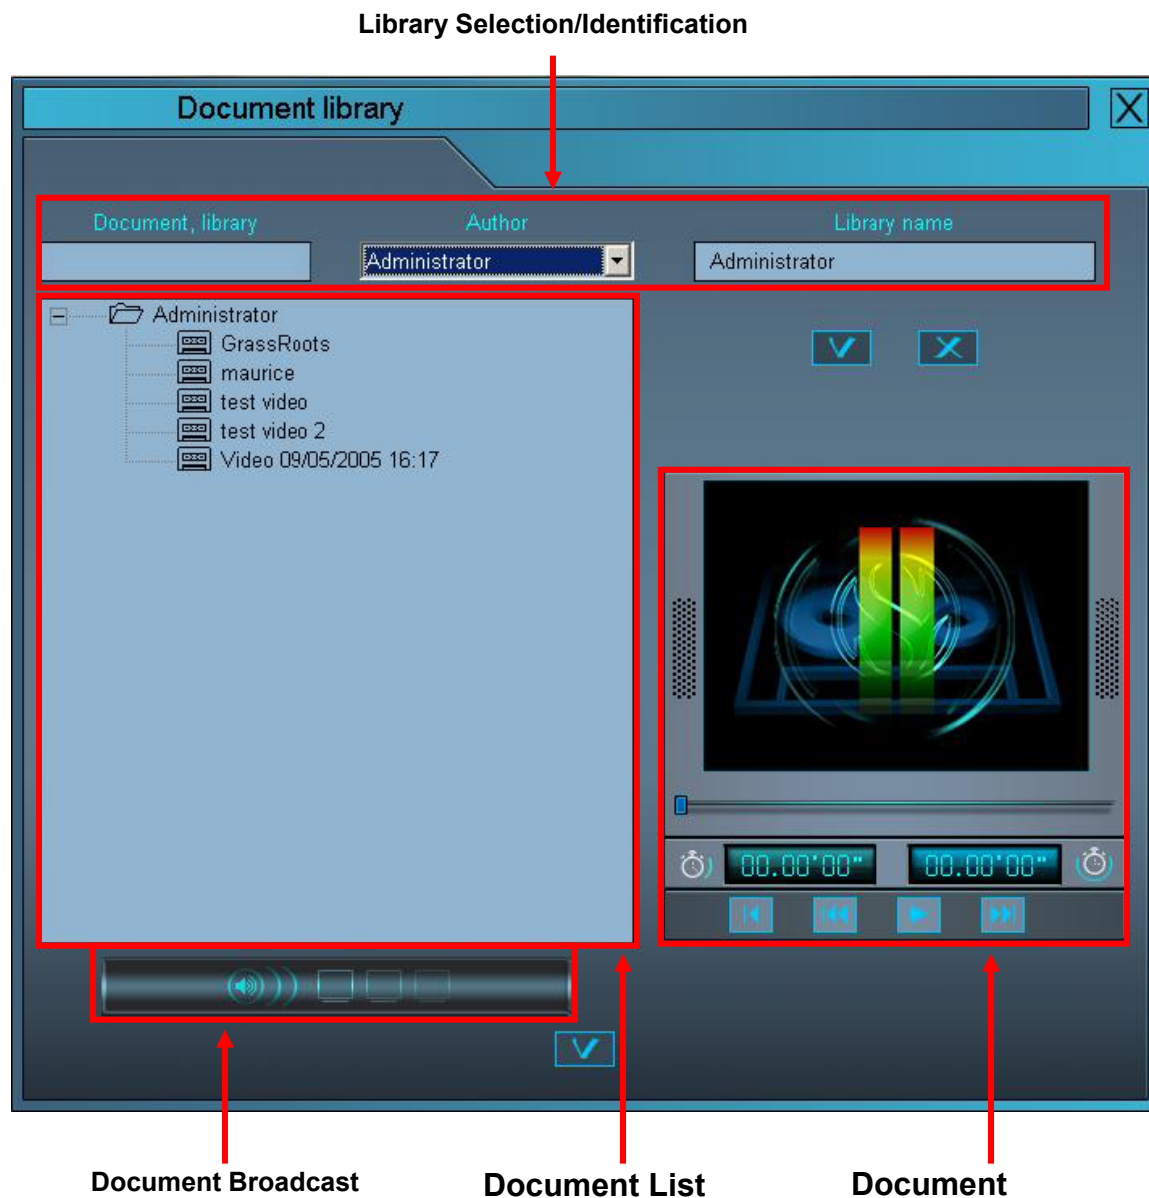 Library Selection/Identification
Document library
Document, library Author Library name
Administrator Administrator
Administrator
GrassRoots
maurice
test video
test video 2
Video 09/05/2005 16:17
00.00'00" 00.00'00"
Document Broadcast Document List Document